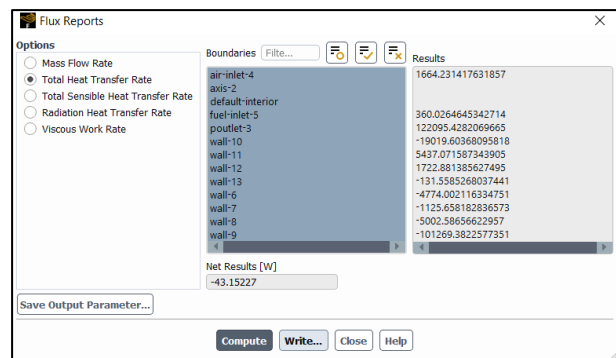 Flux Reports
Options
Mass Flow Rate
Total Heat Transfer Rate
Total Sensible Heat Transfer Rate
Radiation Heat Transfer Rate
Viscous Work Rate
Boundaries Filte...
air-inlet-4
axis-2
default-interior
fuel-inlet-5
poutlet-3
wall-10
wall-11
wall-12
wall-13
wall-6
wall-7
wall-8
wall-9
Results
1664.231417631857
360.0264645342714
122095.4282069665
-19019.60368095818
5437.071587343905
1722.881385627495
-131.5585268037441
-4774.002116334751
-1125.658182836573
-5002.58656622957
-101269.3822577351
Net Results [W]
-43.15227
Save Output Parameter...
Compute Write... Close Help